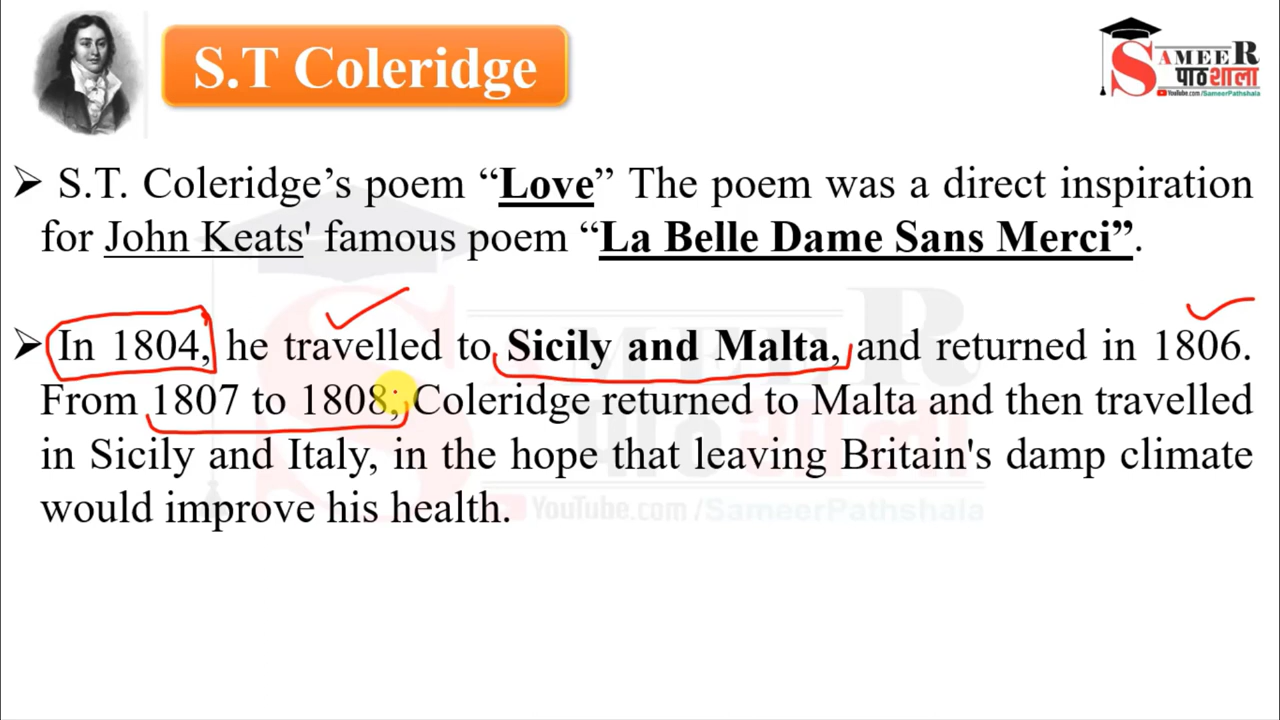 S.T Coleridge
SAMEER
पाठशाला
YouTube.com/SameerPathshala
➢ S.T. Coleridge’s poem “Love” The poem was a direct inspiration
for John Keats' famous poem “La Belle Dame Sans Merci”.
➢ In 1804, he travelled to Sicily and Malta, and returned in 1806.
From 1807 to 1808, Coleridge returned to Malta and then travelled
in Sicily and Italy, in the hope that leaving Britain's damp climate
would improve his health.
SAMEER
पाठशाला
YouTube.com/SameerPathshala